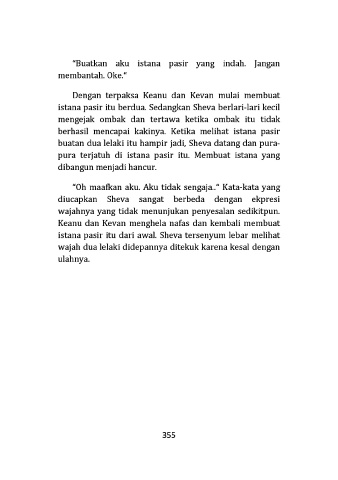 "Buatkan aku istana pasir yang indah. Jangan
membantah. Oke."
Dengan terpaksa Keanu dan Kevan mulai membuat
istana pasir itu berdua. Sedangkan Sheva berlari-lari kecil
mengejak ombak dan tertawa ketika ombak itu tidak
berhasil mencapai kakinya. Ketika melihat istana pasir
buatan dua lelaki itu hampir jadi, Sheva datang dan pura-
pura terjatuh di istana pasir itu. Membuat istana yang
dibangun menjadi hancur.
"Oh maafkan aku. Aku tidak sengaja.." Kata-kata yang
diucapkan Sheva sangat berbeda dengan ekpresi
wajahnya yang tidak menunjukan penyesalan sedikitpun.
Keanu dan Kevan menghela nafas dan kembali membuat
istana pasir itu dari awal. Sheva tersenyum lebar melihat
wajah dua lelaki didepannya ditekuk karena kesal dengan
ulahnya.
355